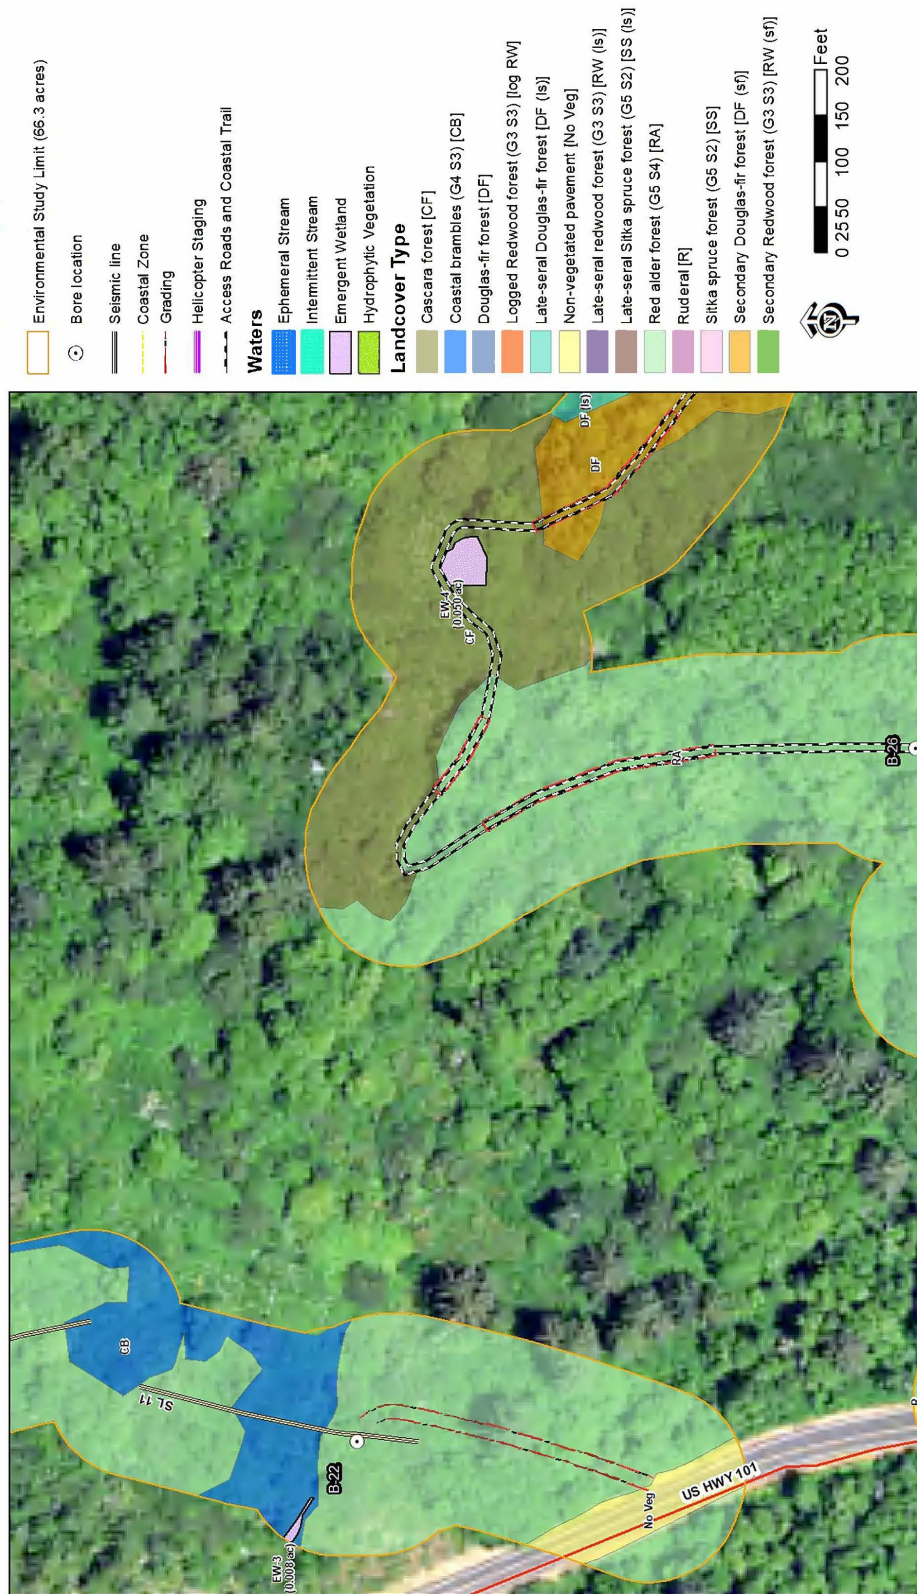 Environmental Study Limit (66.3 acres)
Bore location
Seismic line
Coastal Zone
Grading
Helicopter Staging
Access Roads and Coastal Trail
Waters
Ephemeral Stream
Intermittent Stream
Emergent Wetland
Hydrophytic Vegetation
Landcover Type
Cascara forest [CF]
Coastal brambles (G4 S3) [CB]
Douglas-fir forest [DF]
Logged Redwood forest (G3 S3) [log RW]
Late-seral Douglas-fir forest [DF (ls)]
Non-vegetated pavement [No Veg]
Late-seral redwood forest (G3 S3) [RW (ls)]
Late-seral Sitka spruce forest (G5 S2) [SS (ls)]
Red alder forest (G5 S4) [RA]
Ruderal [R]
Sitka spruce forest (G5 S2) [SS]
Secondary Douglas-fir forest [DF (sf)]
Secondary Redwood forest (G3 S3) [RW (sf)]
N
Feet
0 25 50 100 150 200
DF (ls)
DF
EW-4
(0.050 ac)
CF
RA
B-26
CB
SL 11
B-22
EW-3
(0.008 ac)
No Veg
US HWY 101